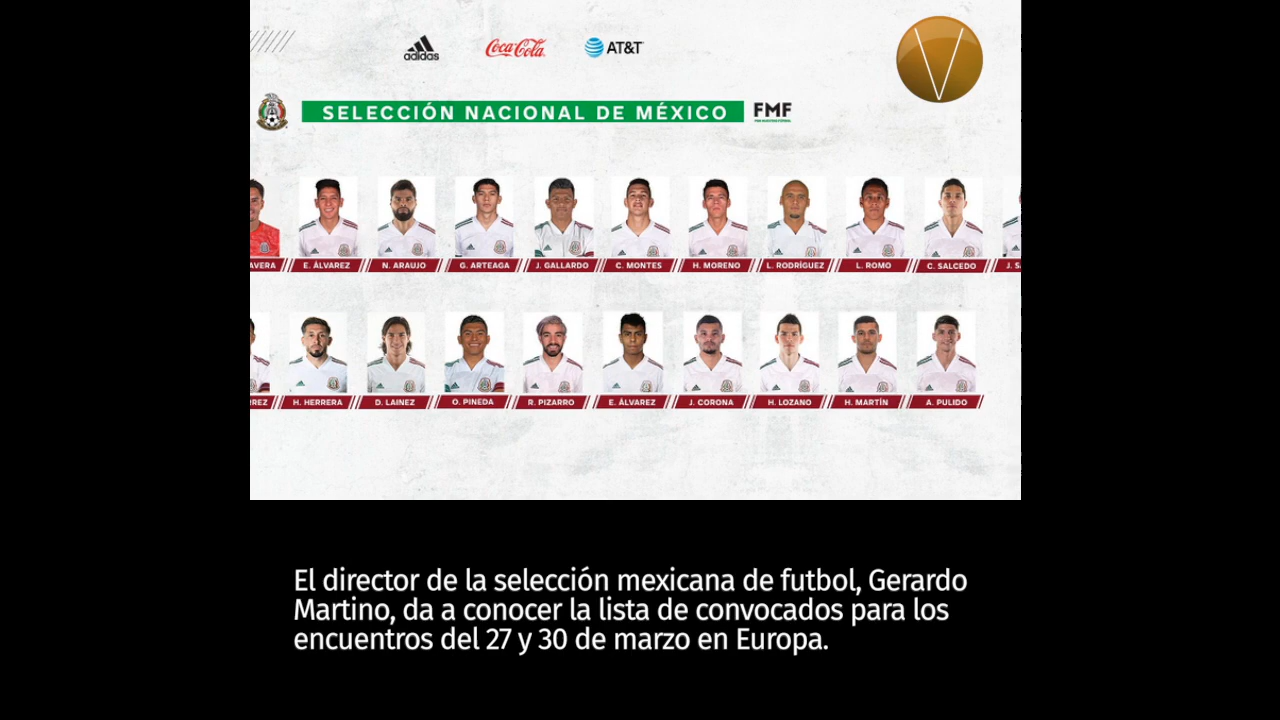 adidas Coca-Cola AT&T
SELECCIÓN NACIONAL DE MÉXICO FMF
AVERA E. ÁLVAREZ N. ARAUJO G. ARTEAGA J. GALLARDO C. MONTES H. MORENO L. RODRÍGUEZ L. ROMO C. SALCEDO J. S
REZ H. HERRERA D. LAINEZ O. PINEDA R. PIZARRO E. ÁLVAREZ J. CORONA H. LOZANO H. MARTÍN A. PULIDO
El director de la selección mexicana de futbol, Gerardo
Martino, da a conocer la lista de convocados para los
encuentros del 27 y 30 de marzo en Europa.